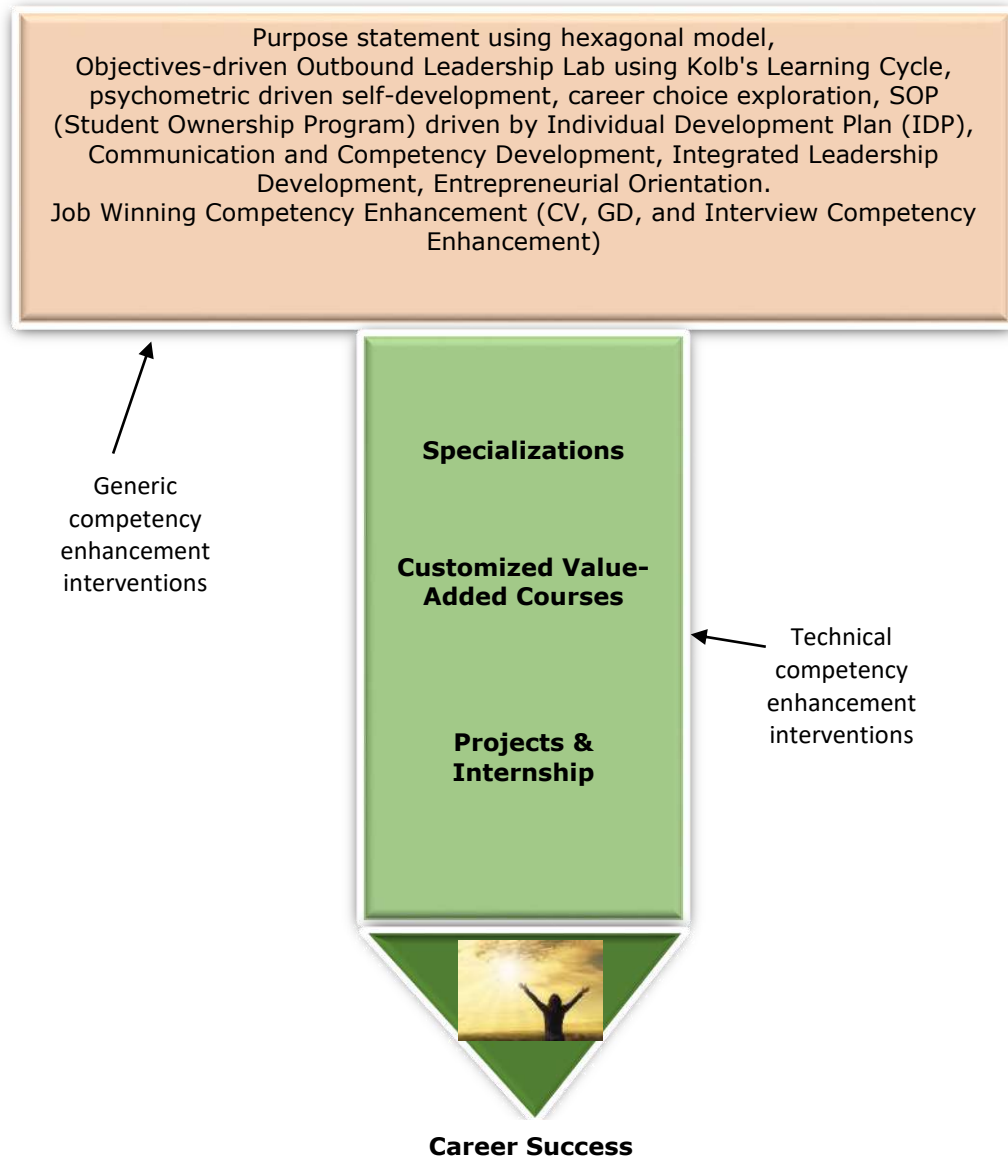 Purpose statement using hexagonal model,
Objectives-driven Outbound Leadership Lab using Kolb's Learning Cycle,
psychometric driven self-development, career choice exploration, SOP
(Student Ownership Program) driven by Individual Development Plan (IDP),
Communication and Competency Development, Integrated Leadership
Development, Entrepreneurial Orientation.
Job Winning Competency Enhancement (CV, GD, and Interview Competency
Enhancement)
Specializations
Generic
competency
enhancement
interventions
Customized Value-
Added Courses
Technical
competency
enhancement
interventions
Projects &
Internship
Career Success